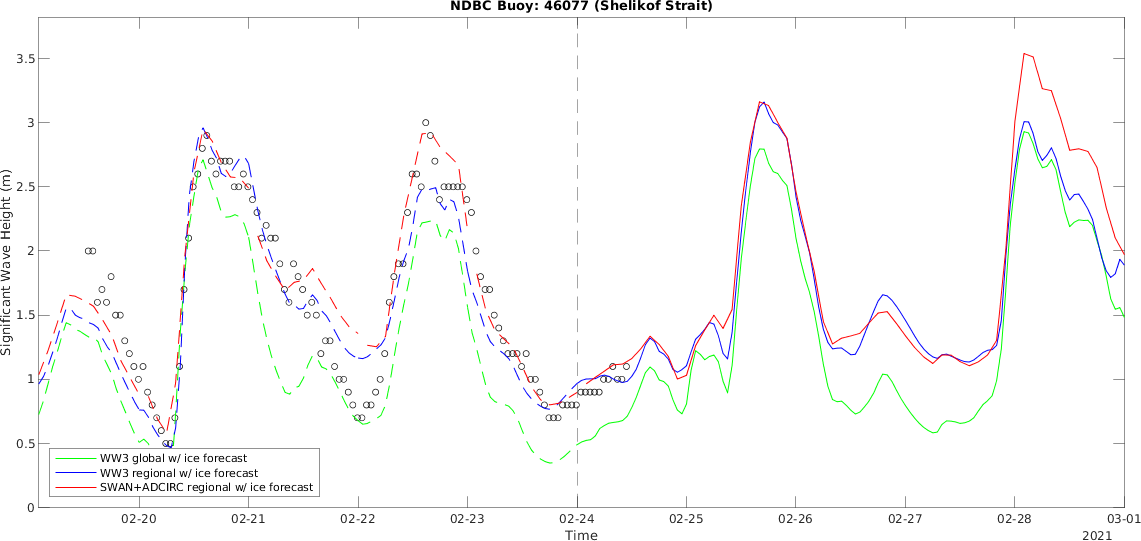 NDBC Buoy: 46077 (Shelikof Strait)
Significant Wave Height (m)
3.5
3
2.5
2
1.5
1
0.5
0
WW3 global w/ ice forecast
WW3 regional w/ ice forecast
SWAN+ADCIRC regional w/ ice forecast
02-20 02-21 02-22 02-23 02-24 02-25 02-26 02-27 02-28 03-01
Time
2021